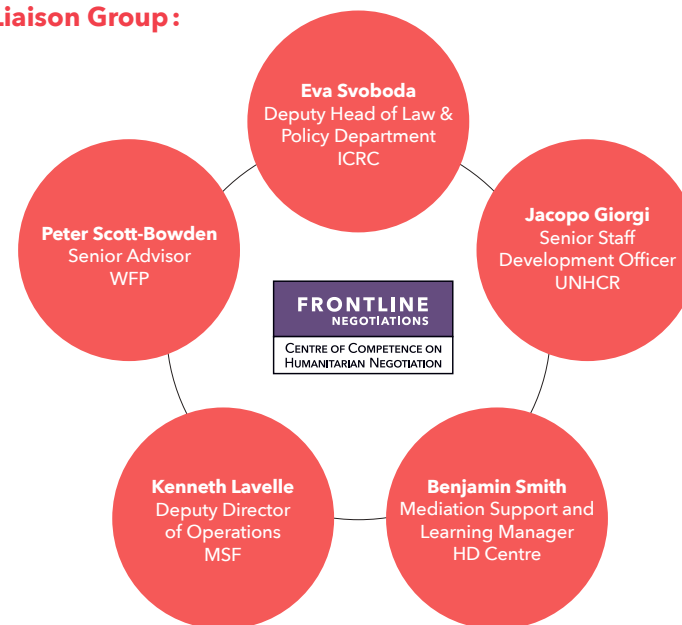 Liaison Group:
Eva Svoboda
Deputy Head of Law &
Policy Department
ICRC
Peter Scott-Bowden
Senior Advisor
WFP
Jacopo Giorgi
Senior Staff
Development Officer
UNHCR
FRONTLINE
NEGOTIATIONS
CENTRE OF COMPETENCE ON
HUMANITARIAN NEGOTIATION
Kenneth Lavelle
Deputy Director
of Operations
MSF
Benjamin Smith
Mediation Support and
Learning Manager
HD Centre